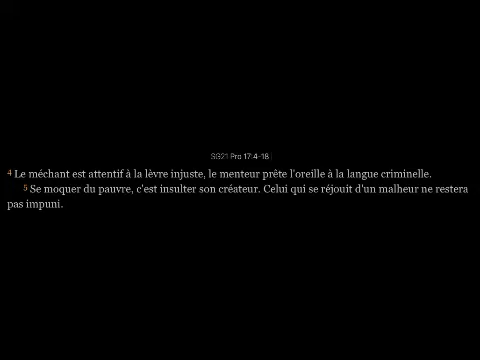 SG21 Pro 17:4-18
4 Le méchant est attentif à la lèvre injuste, le menteur prête l'oreille à la langue criminelle.
5 Se moquer du pauvre, c'est insulter son créateur. Celui qui se réjouit d'un malheur ne restera
pas impuni.